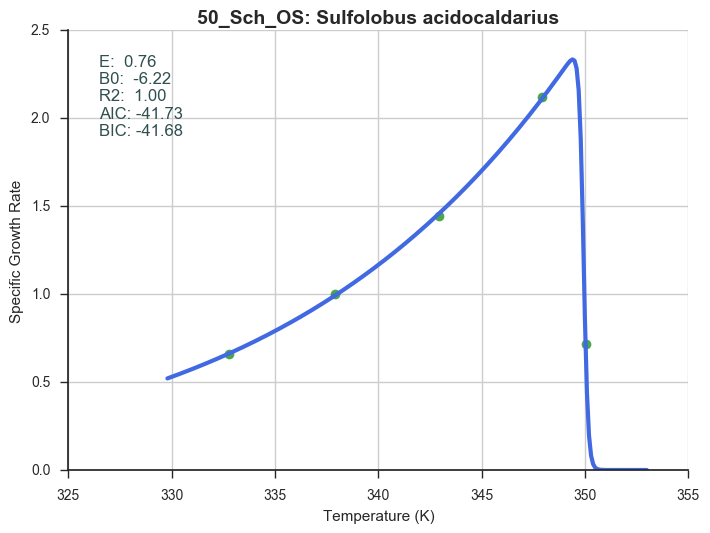 50_Sch_OS: Sulfolobus acidocaldarius
E:  0.76
B0:  -6.22
R2:  1.00
AIC: -41.73
BIC: -41.68
Specific Growth Rate
2.5
2.0
1.5
1.0
0.5
0.0
325 330 335 340 345 350 355
Temperature (K)